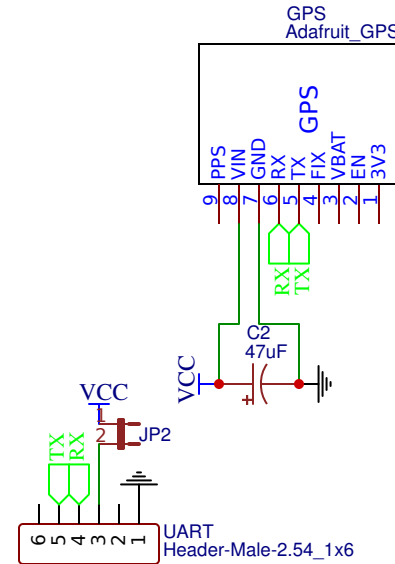 GPS
Adafruit_GPS
GPS
PPS VIN GND RX TX FIX VBAT EN 3V3
9 8 7 6 5 4 3 2 1
RX TX
C2
47uF
VCC
+
VCC
1
2
JP2
TX RX
6 5 4 3 2 1
UART
Header-Male-2.54_1x6